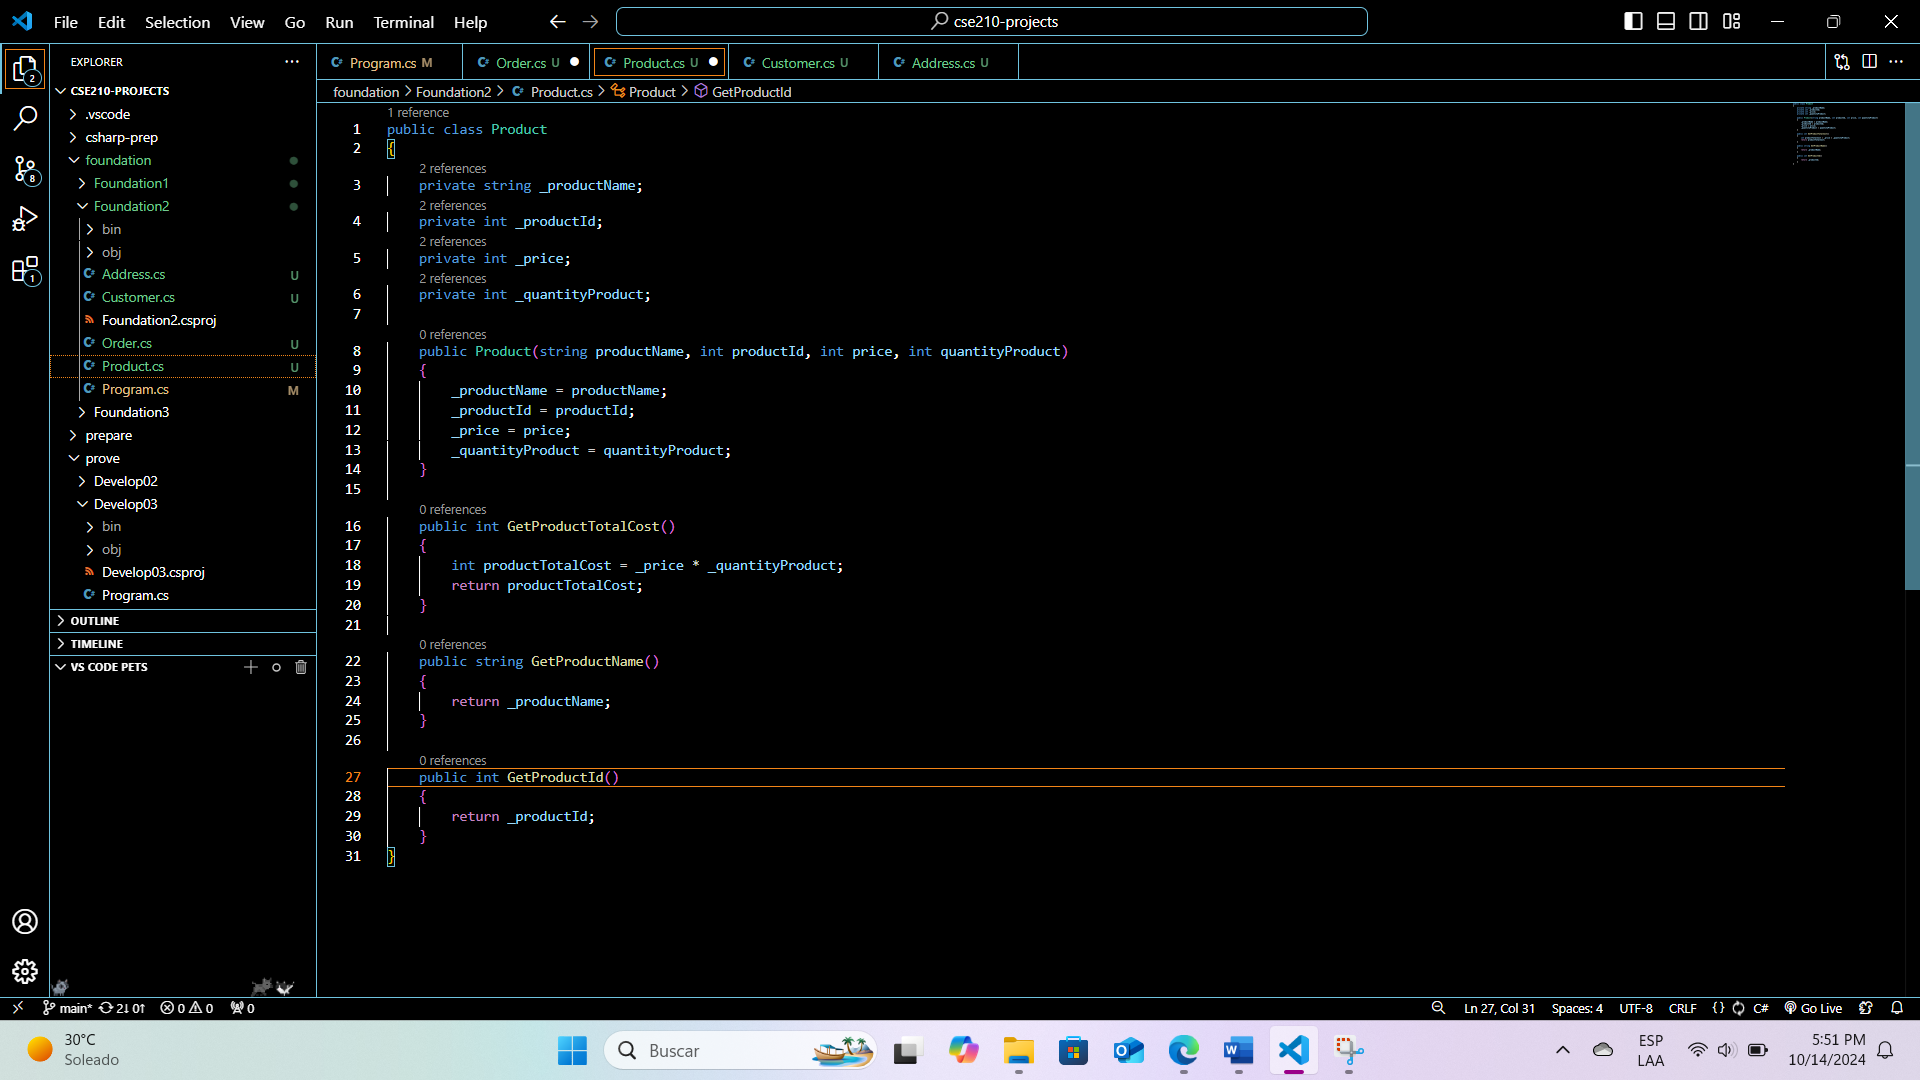 File Edit Selection View Go Run Terminal Help
cse210-projects
EXPLORER
Program.cs M
Order.cs U
Product.cs U
Customer.cs U
Address.cs U
foundation > Foundation2 > Product.cs > Product > GetProductId
CSE210-PROJECTS
.vscode
csharp-prep
foundation
Foundation1
Foundation2
bin
obj
Address.cs U
Customer.cs U
Foundation2.csproj
Order.cs U
Product.cs U
Program.cs M
Foundation3
prepare
prove
Develop02
Develop03
bin
obj
Develop03.csproj
Program.cs
OUTLINE
TIMELINE
VS CODE PETS
2
8
1
1 reference
1 public class Product
2 {
2 references
3 private string _productName;
2 references
4 private int _productId;
2 references
5 private int _price;
2 references
6 private int _quantityProduct;
7
0 references
8 public Product(string productName, int productId, int price, int quantityProduct)
9 {
10 _productName = productName;
11 _productId = productId;
12 _price = price;
13 _quantityProduct = quantityProduct;
14 }
15
0 references
16 public int GetProductTotalCost()
17 {
18 int productTotalCost = _price * _quantityProduct;
19 return productTotalCost;
20 }
21
0 references
22 public string GetProductName()
23 {
24 return _productName;
25 }
26
0 references
27 public int GetProductId()
28 {
29 return _productId;
30 }
31 }
main* 2↓ 0↑ 0 0 0
Ln 27, Col 31 Spaces: 4 UTF-8 CRLF {} C# Go Live
30°C
Soleado
Buscar
ESP
LAA
5:51 PM
10/14/2024